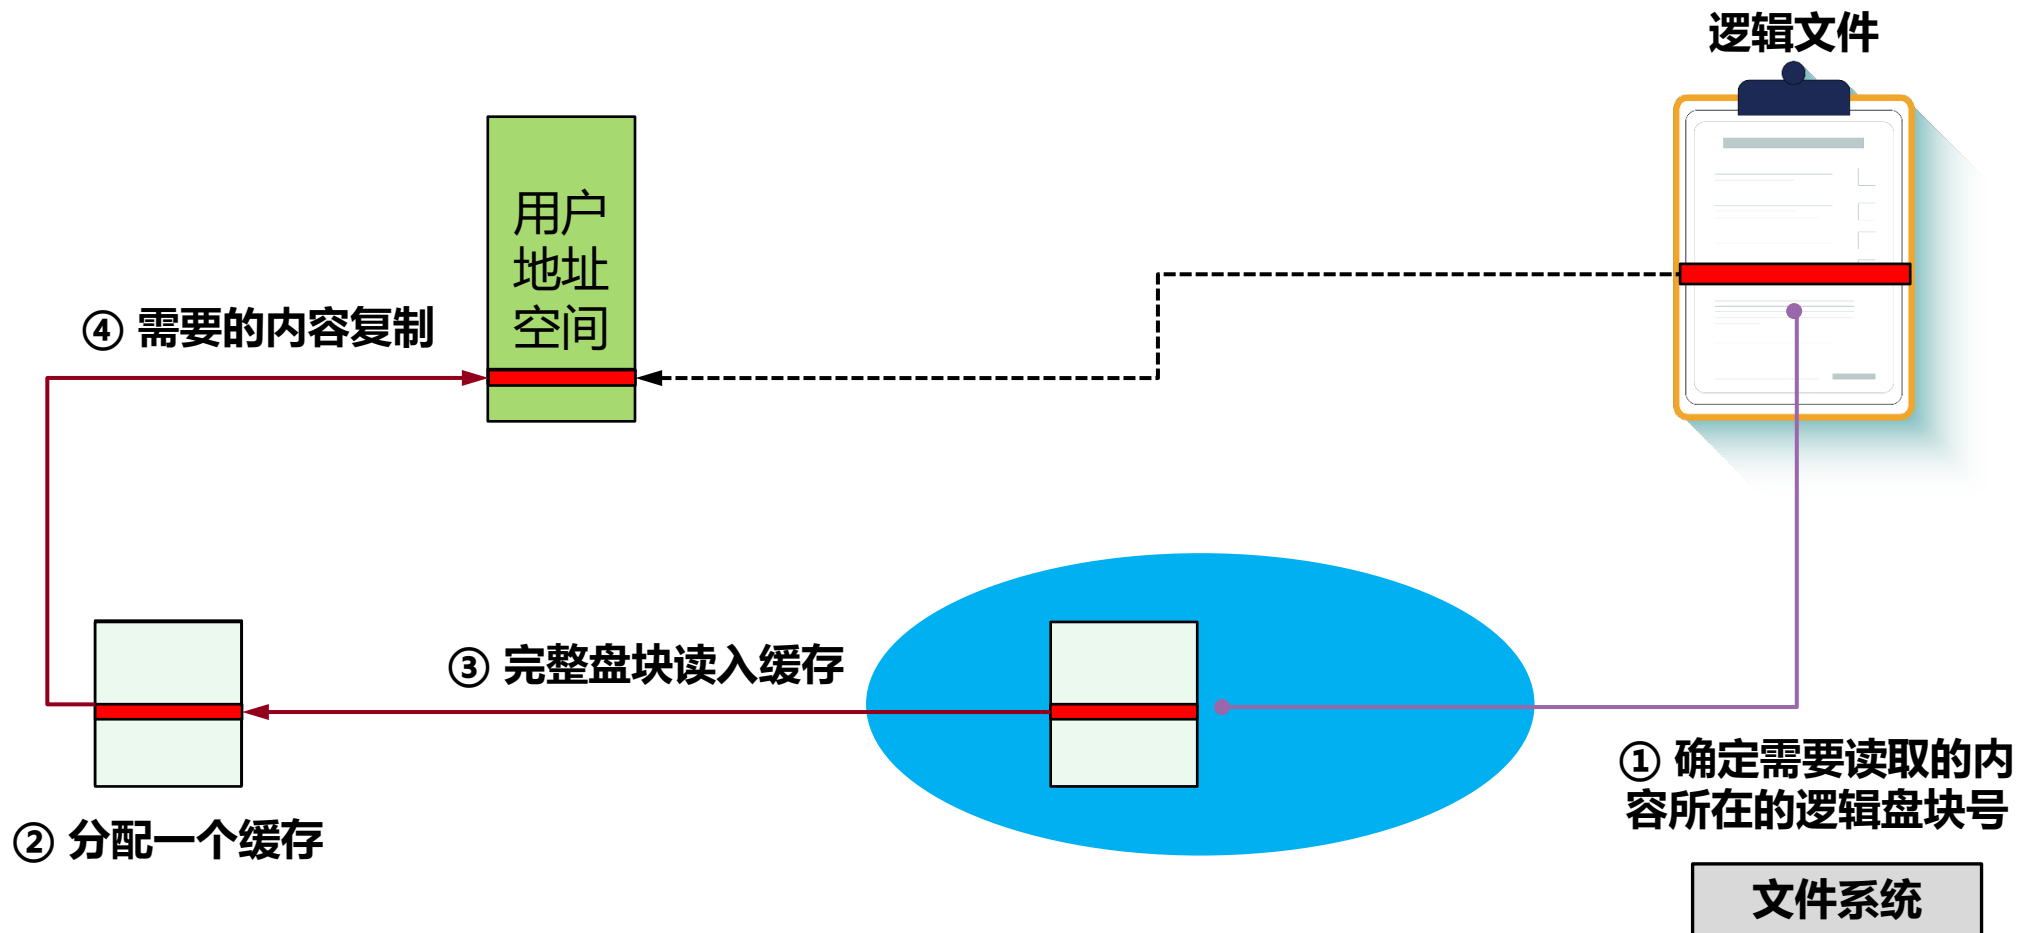 逻辑文件
用户
地址
空间
④ 需要的内容复制
③ 完整盘块读入缓存
① 确定需要读取的内
容所在的逻辑盘块号
② 分配一个缓存
文件系统